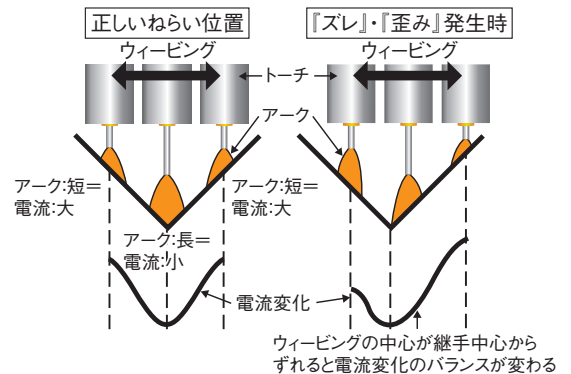 正しいねらい位置
『ズレ』・『歪み』発生時
ウィービング
ウィービング
トーチ
アーク
アーク:短=
電流:大
アーク:短=
電流:大
アーク:長=
電流:小
電流変化
ウィービングの中心が継手中心から
ずれると電流変化のバランスが変わる